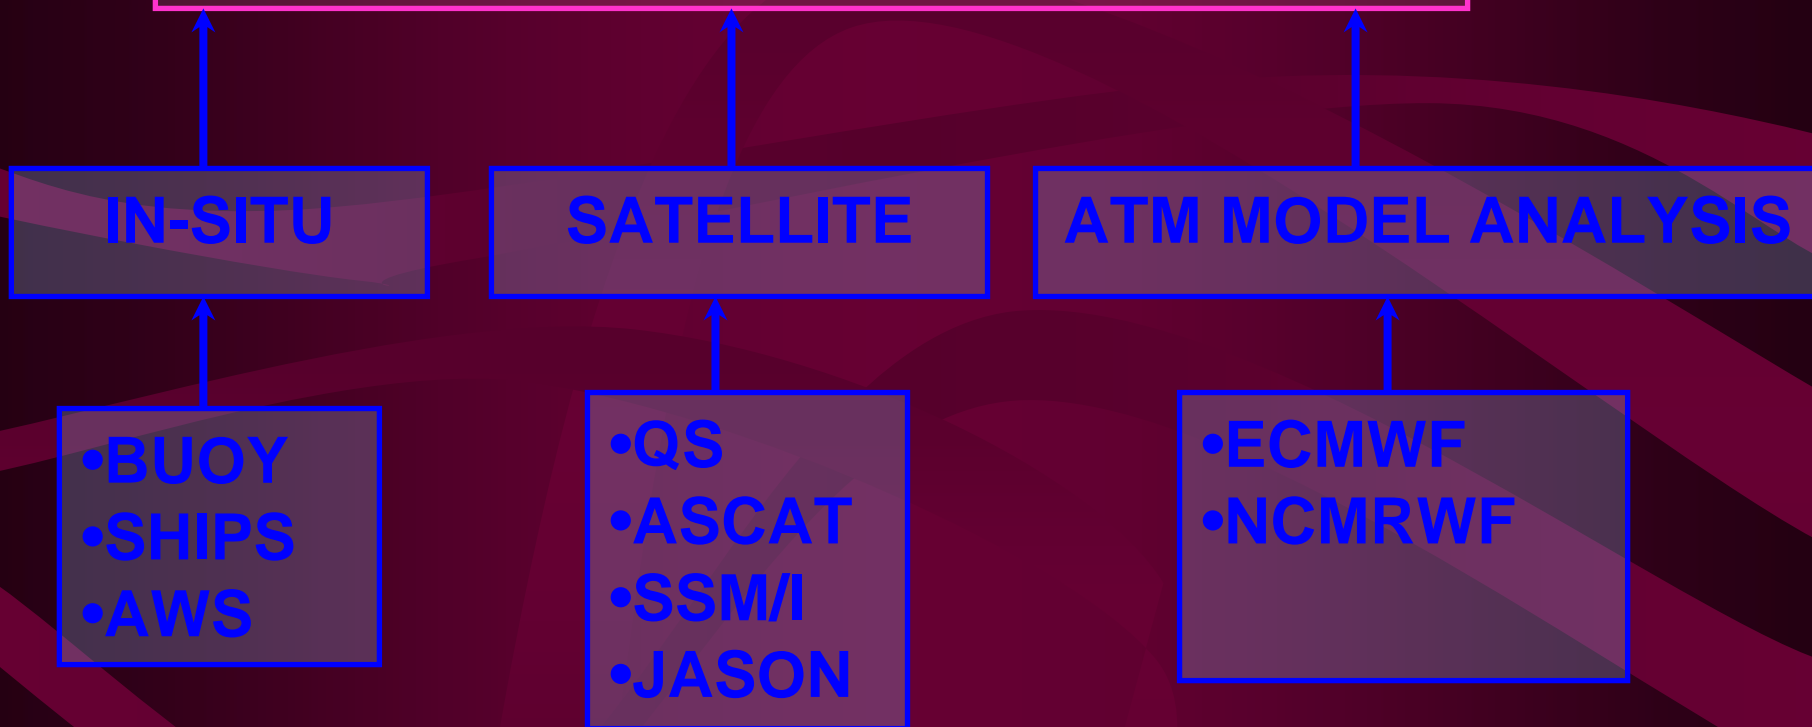 IN-SITU
SATELLITE
ATM MODEL ANALYSIS
•BUOY
•SHIPS
•AWS
•QS
•ASCAT
•SSM/I
•JASON
•ECMWF
•NCMRWF